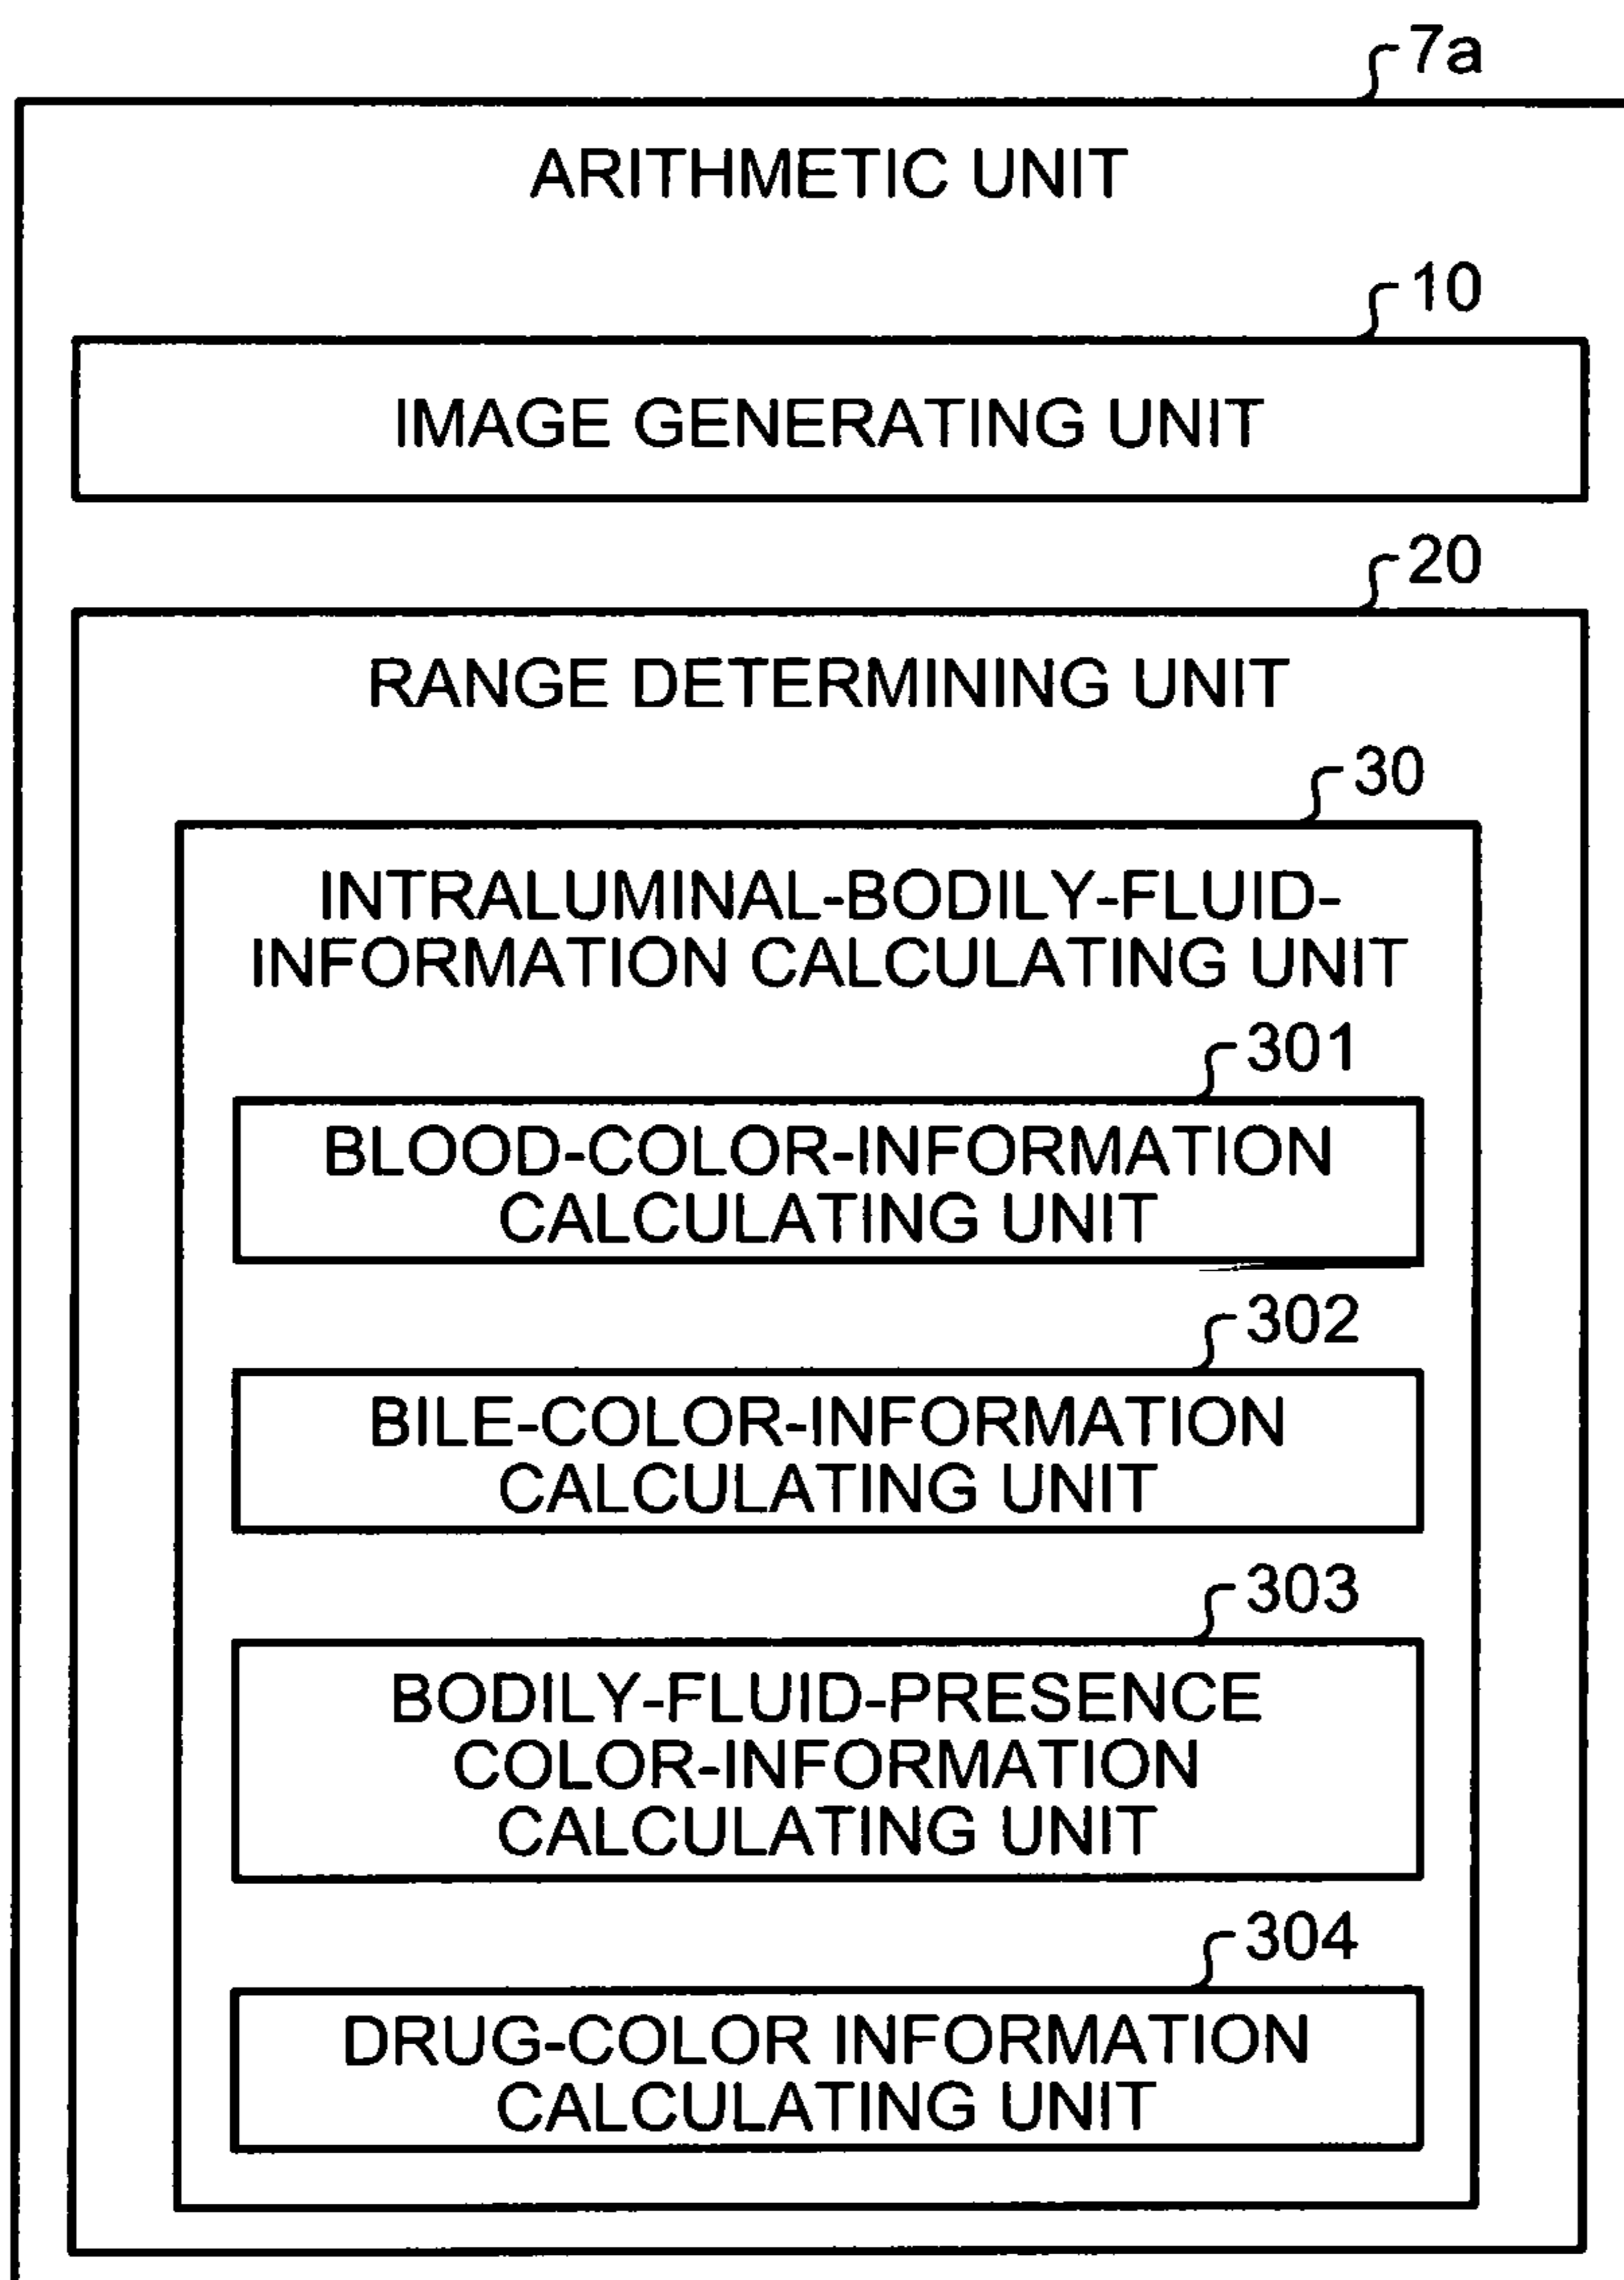 7a
ARITHMETIC UNIT
10
IMAGE GENERATING UNIT
20
RANGE DETERMINING UNIT
30
INTRALUMINAL-BODILY-FLUID-
INFORMATION CALCULATING UNIT
301
BLOOD-COLOR-INFORMATION
CALCULATING UNIT
302
BILE-COLOR-INFORMATION
CALCULATING UNIT
303
BODILY-FLUID-PRESENCE
COLOR-INFORMATION
CALCULATING UNIT
304
DRUG-COLOR INFORMATION
CALCULATING UNIT